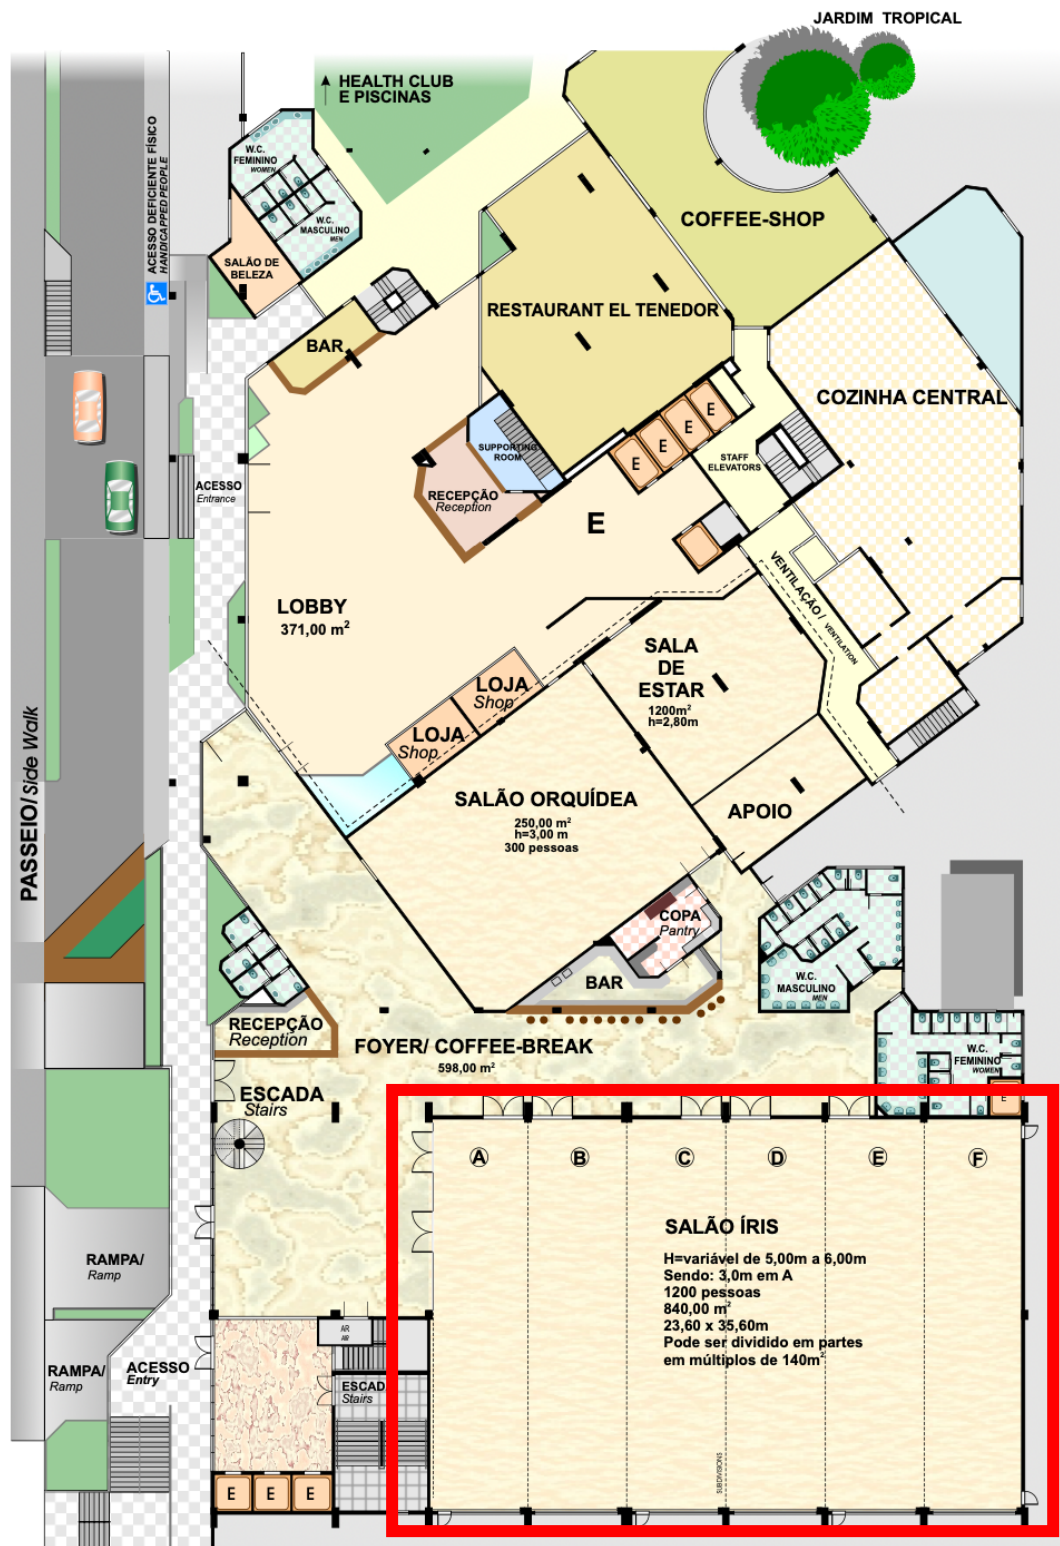 JARDIM TROPICAL
HEALTH CLUB
E PISCINAS
ACESSO DEFICIENTE FÍSICO
HANDICAPPED PEOPLE
W.C.
FEMININO
WOMEN
W.C.
MASCULINO
MEN
SALÃO DE
BELEZA
COFFEE-SHOP
RESTAURANT EL TENEDOR
BAR
COZINHA CENTRAL
E
E
E
E
SUPPORTING
ROOM
STAFF
ELEVATORS
ACESSO
Entrance
RECEPÇÃO
Reception
E
VENTILAÇÃO/ VENTILATION
LOBBY
371,00 m²
SALA
DE
ESTAR
1200m²
h=2,80m
LOJA
Shop
LOJA
Shop
PASSEIO/side Walk
SALÃO ORQUÍDEA
250,00 m²
h=3,00 m
300 pessoas
APOIO
COPA
Pantry
BAR
W.C.
MASCULINO
MEN
RECEPÇÃO
Reception
FOYER/ COFFEE-BREAK
598,00 m²
W.C.
FEMININO
WOMEN
E
ESCADA
Stairs
A
B
C
D
E
F
SALÃO ÍRIS
H=variável de 5,00m a 6,00m
Sendo: 3,0m em A
1200 pessoas
840,00 m²
23,60 x 35,60m
Pode ser dividido em partes
em múltiplos de 140m²
RAMPA/
Ramp
AR
AIR
RAMPA/
Ramp
ACESSO
Entry
ESCADA
Stairs
SUBDIVISIONS
E
E
E